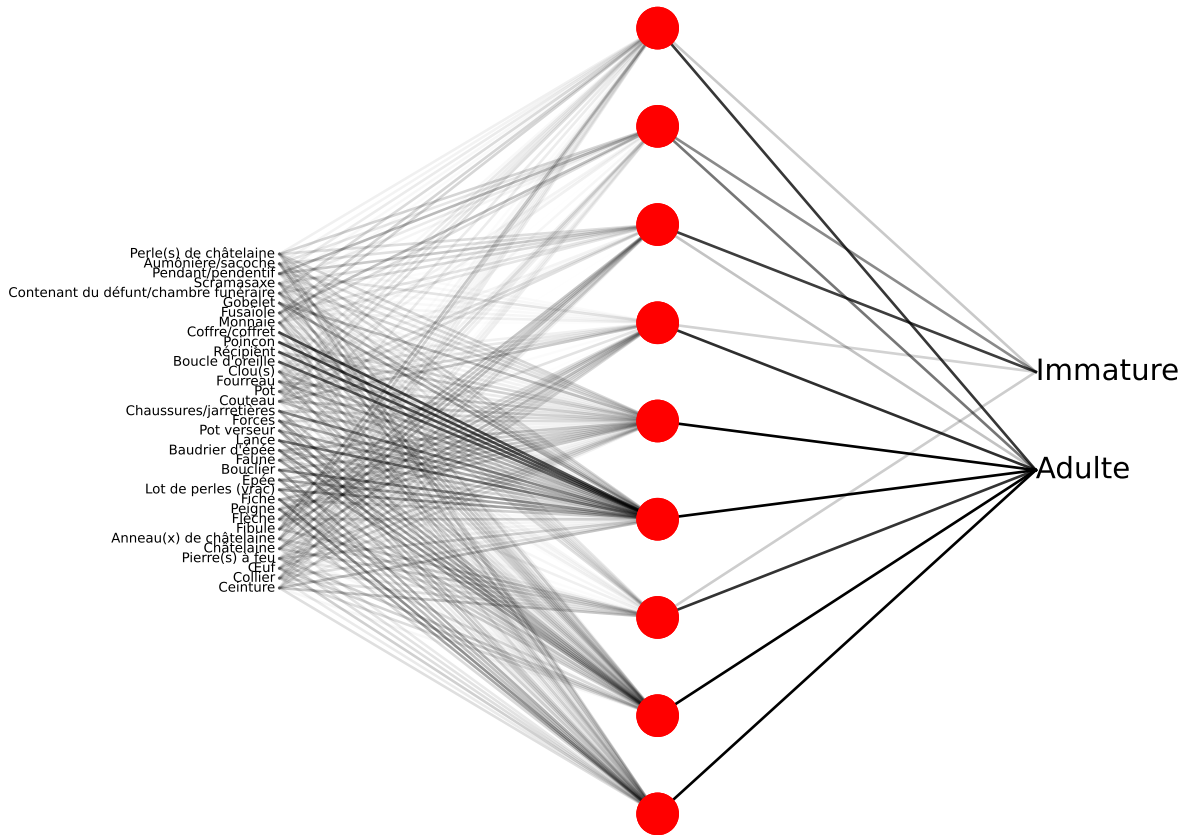 Perle(s) de châtelaine
Aumônière/sacoche
Pendant/pendentif
Scramasaxe
Contenant du défunt/chambre funéraire
Gobelet
Fusaïole
Monnaie
Coffre/coffret
Poinçon
Récipient
Boucle d'oreille
Clou(s)
Fourreau
Pot
Couteau
Chaussures/jarretières
Forces
Pot verseur
Lance
Baudrier d'épée
Faune
Bouclier
Epée
Lot de perles (vrac)
Fiche
Peigne
Flèche
Fibule
Anneau(x) de châtelaine
Châtelaine
Pierre(s) à feu
Œuf
Collier
Ceinture
Immature
Adulte